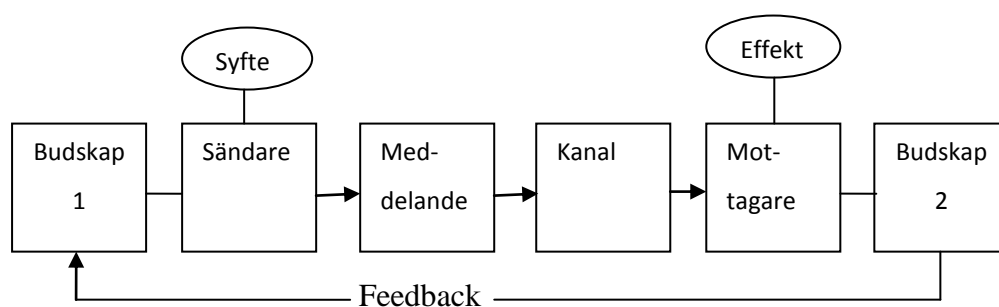 Syfte
Effekt
Budskap
1
Sändare
Med-
delande
Kanal
Mot-
tagare
Budskap
2
Feedback